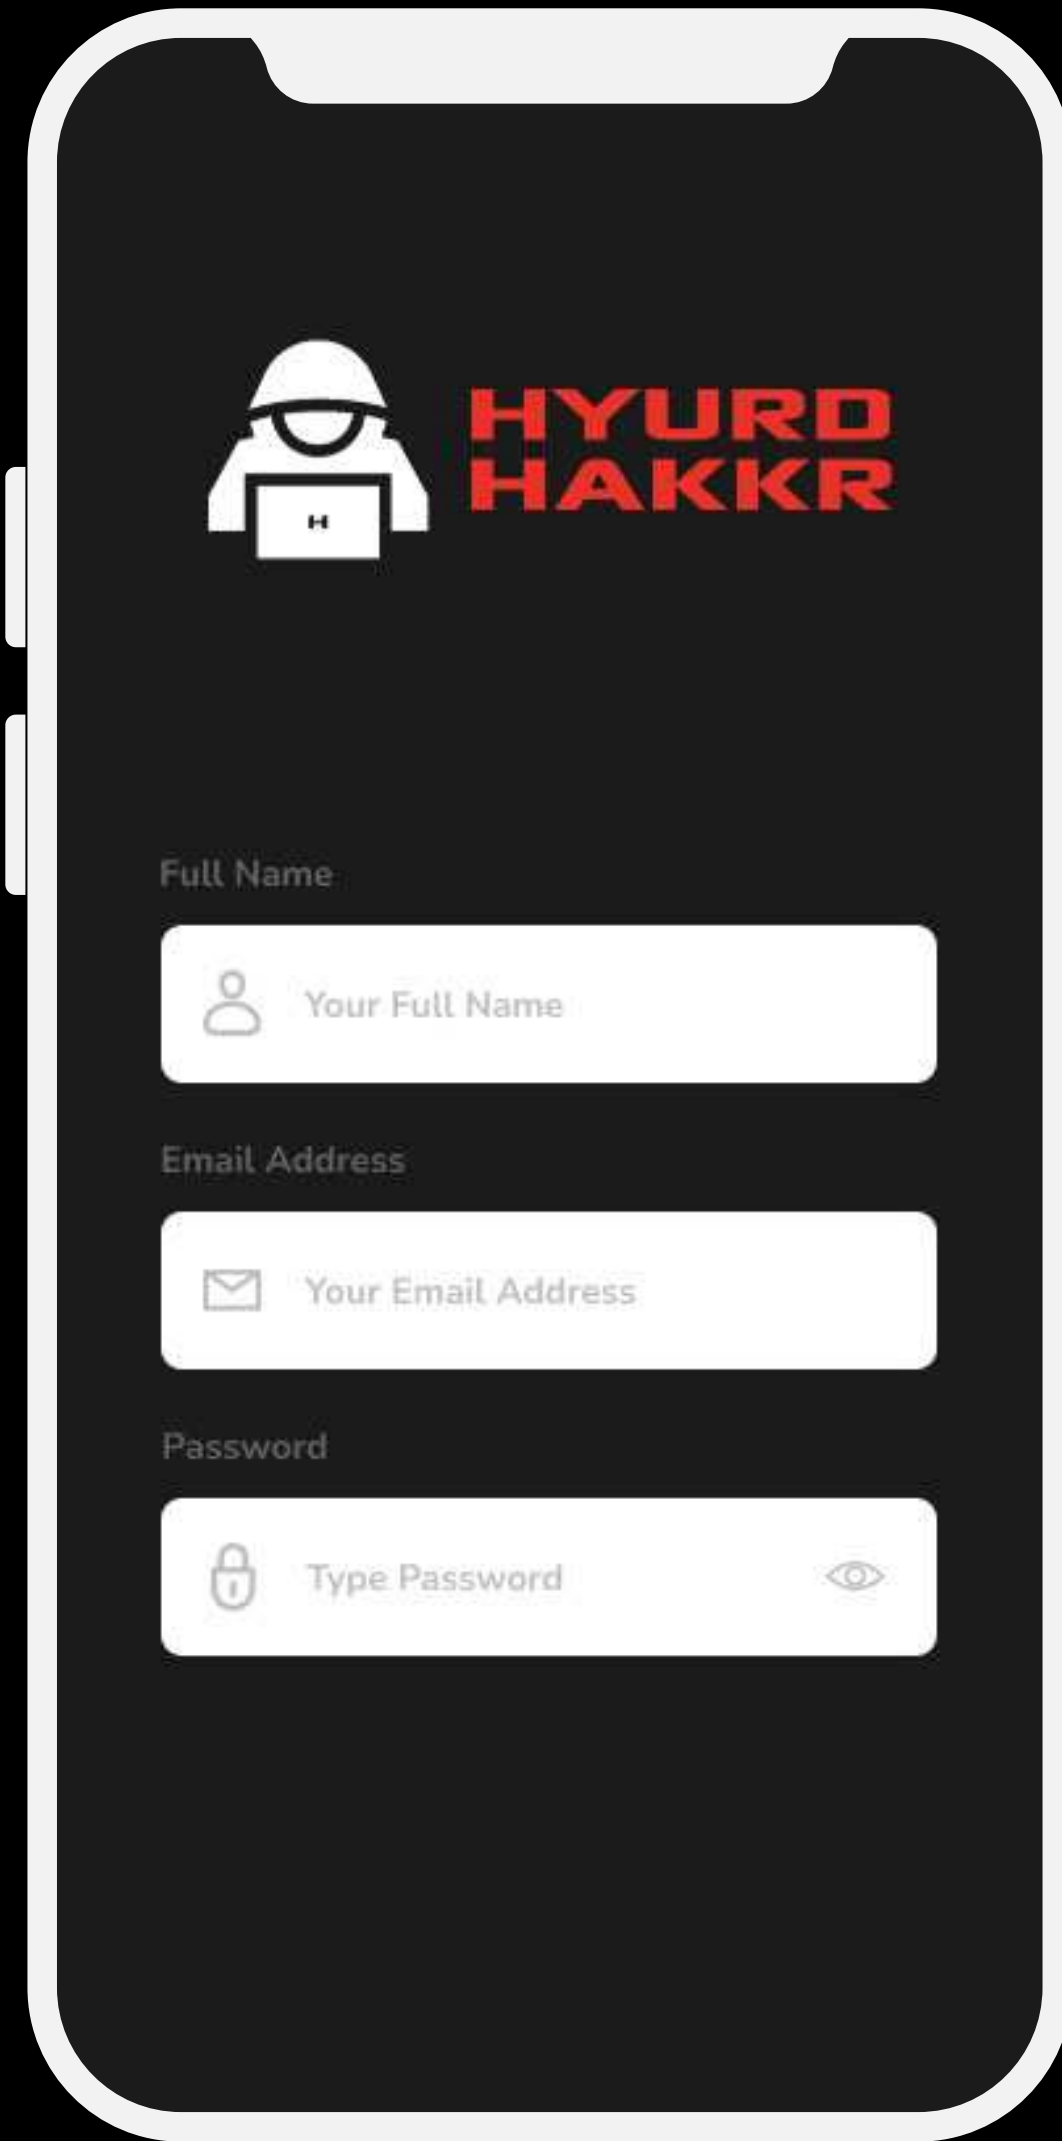 HYURD
HAKKR
H
Full Name
Your Full Name
Email Address
Your Email Address
Password
Type Password